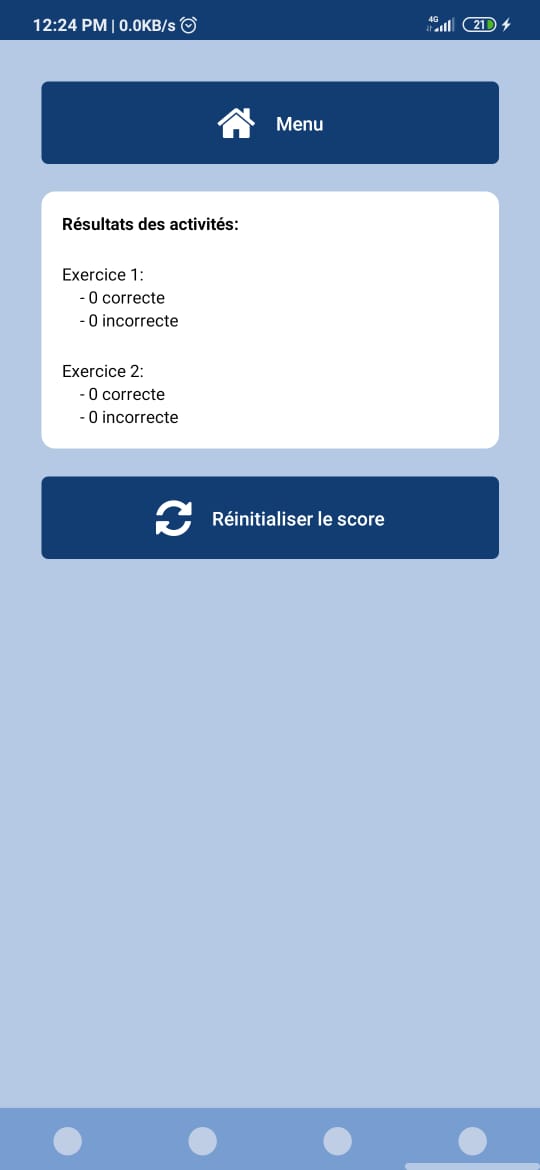 12:24 PM | 0.0KB/s
4G
21
Menu
Résultats des activités:
Exercice 1:
- 0 correcte
- 0 incorrecte
Exercice 2:
- 0 correcte
- 0 incorrecte
Réinitialiser le score